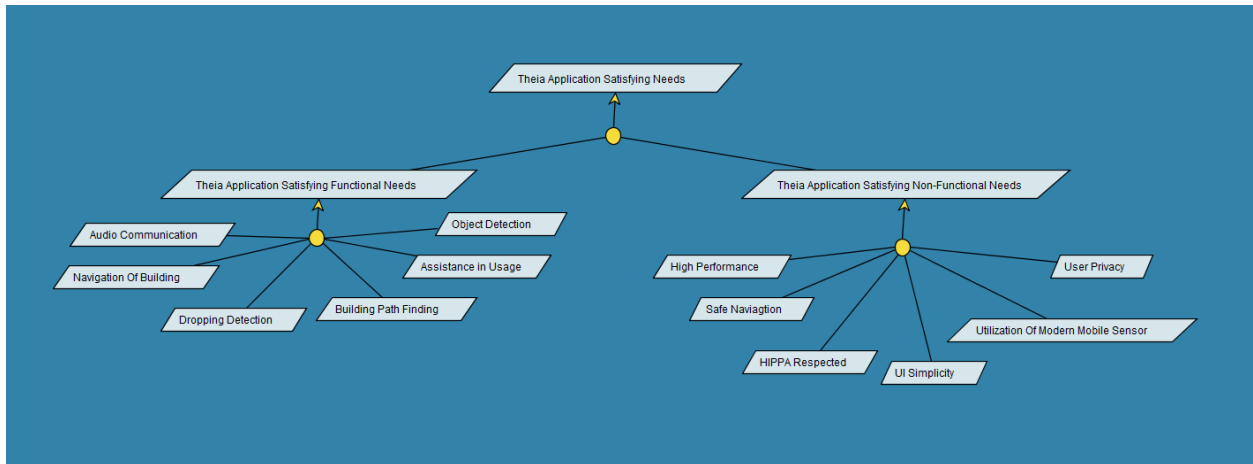 Theia Application Satisfying Needs
Theia Application Satisfying Functional Needs
Theia Application Satisfying Non-Functional Needs
Audio Communication
Object Detection
Navigation Of Building
Assistance in Usage
Dropping Detection
Building Path Finding
High Performance
User Privacy
Safe Naviagtion
Utilization Of Modern Mobile Sensor
HIPPA Respected
UI Simplicity